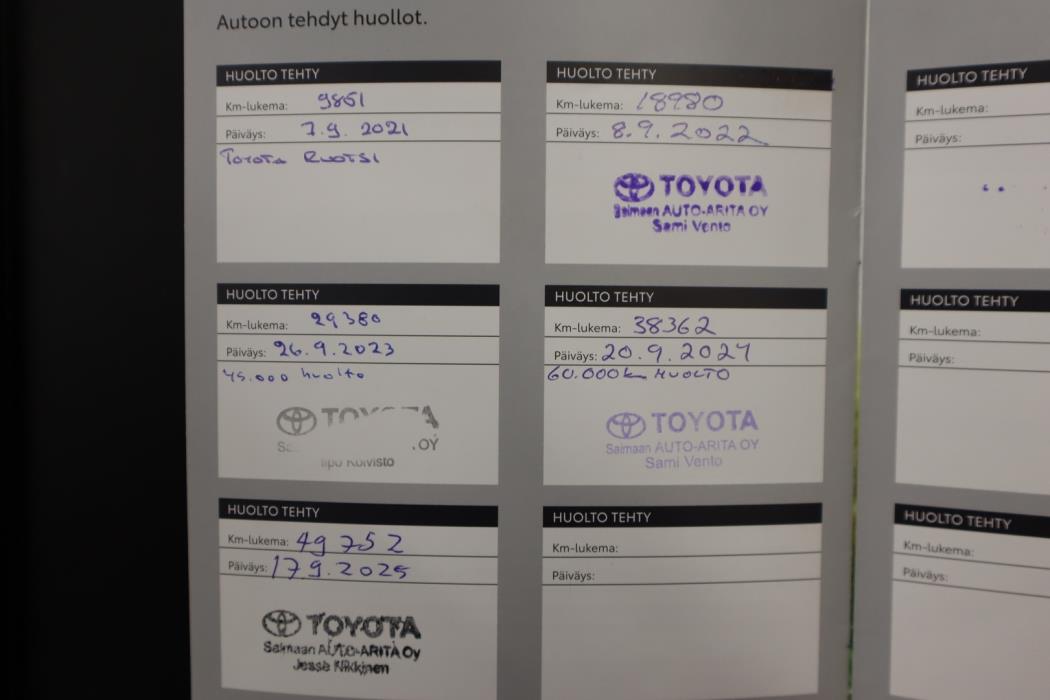 Autoon tehdyt huollot.
HUOLTO TEHTY
Km-lukema: 9851
Päiväys: 7.9. 2021
Toyota RUOTSI
HUOLTO TEHTY
Km-lukema: 18980
Päiväys: 8.9.2022
TOYOTA
Saimaan AUTO-ARITA OY
Sami Vento
HUOLTO TEHTY
Km-lukema:
Päiväys:
HUOLTO TEHTY
Km-lukema: 29380
Päiväys: 26.9.2023
45.000 huolto
TOYOTA
OY
Koivisto
HUOLTO TEHTY
Km-lukema: 38362
Päiväys: 20.9.2024
60.000km HUOLTO
TOYOTA
Saimaan AUTO-ARITA OY
Sami Vento
HUOLTO TEHTY
Km-lukema:
Päiväys:
HUOLTO TEHTY
Km-lukema: 49752
Päiväys: 17 9.2025
TOYOTA
Saimaan AUTO-ARITA Oy
Jesse Nikkinen
HUOLTO TEHTY
Km-lukema:
Päiväys:
HUOLTO TEHTY
Km-lukema:
Päiväys: